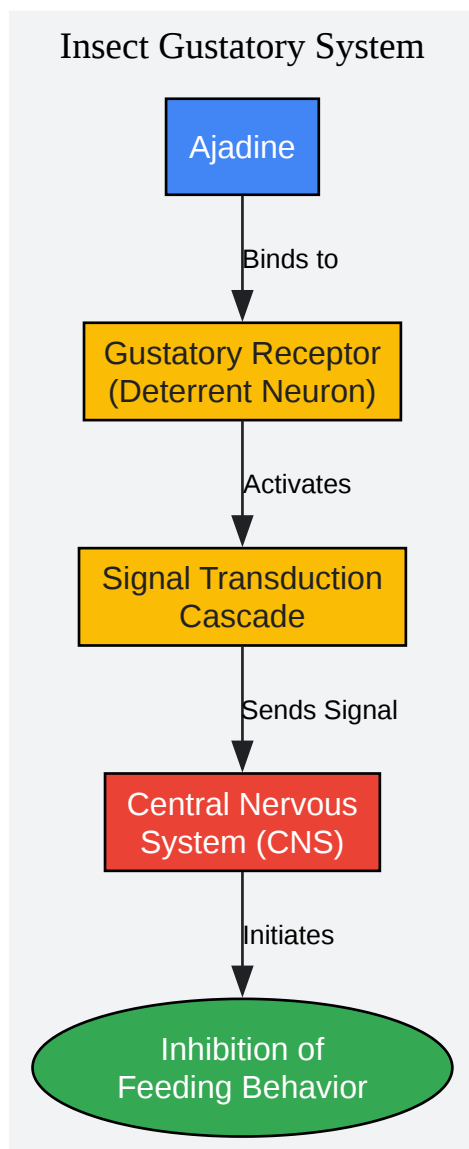 Insect Gustatory System
Ajadine
Binds to
Gustatory Receptor
(Deterrent Neuron)
Activates
Signal Transduction
Cascade
Sends Signal
Central Nervous
System (CNS)
Initiates
Inhibition of
Feeding Behavior